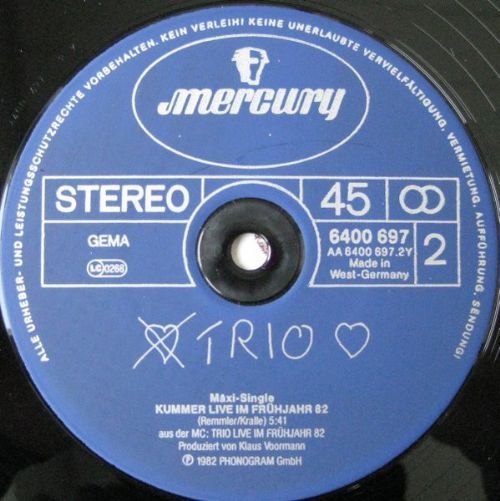 ALLE URHEBER- UND LEISTUNGSSCHUTZRECHTE VORBEHALTEN. KEIN VERLEIH! KEINE UNERLAUBTE VERVIELFÄLTIGUNG, VERMIETUNG, AUFFÜHRUNG, SENDUNG!
mercury
STEREO 45 ∞
GEMA
6400 697
AA 6400 697.2Y
Made in
West-Germany
2
LC 0268
TRIO
Mäxi-Single
KUMMER LIVE IM FRÜHJAHR 82
(Remmler/Kralle) 5:41
aus der MC: TRIO LIVE IM FRÜHJAHR 82
Produziert von Klaus Voormann
Ⓟ 1982 PHONOGRAM GmbH